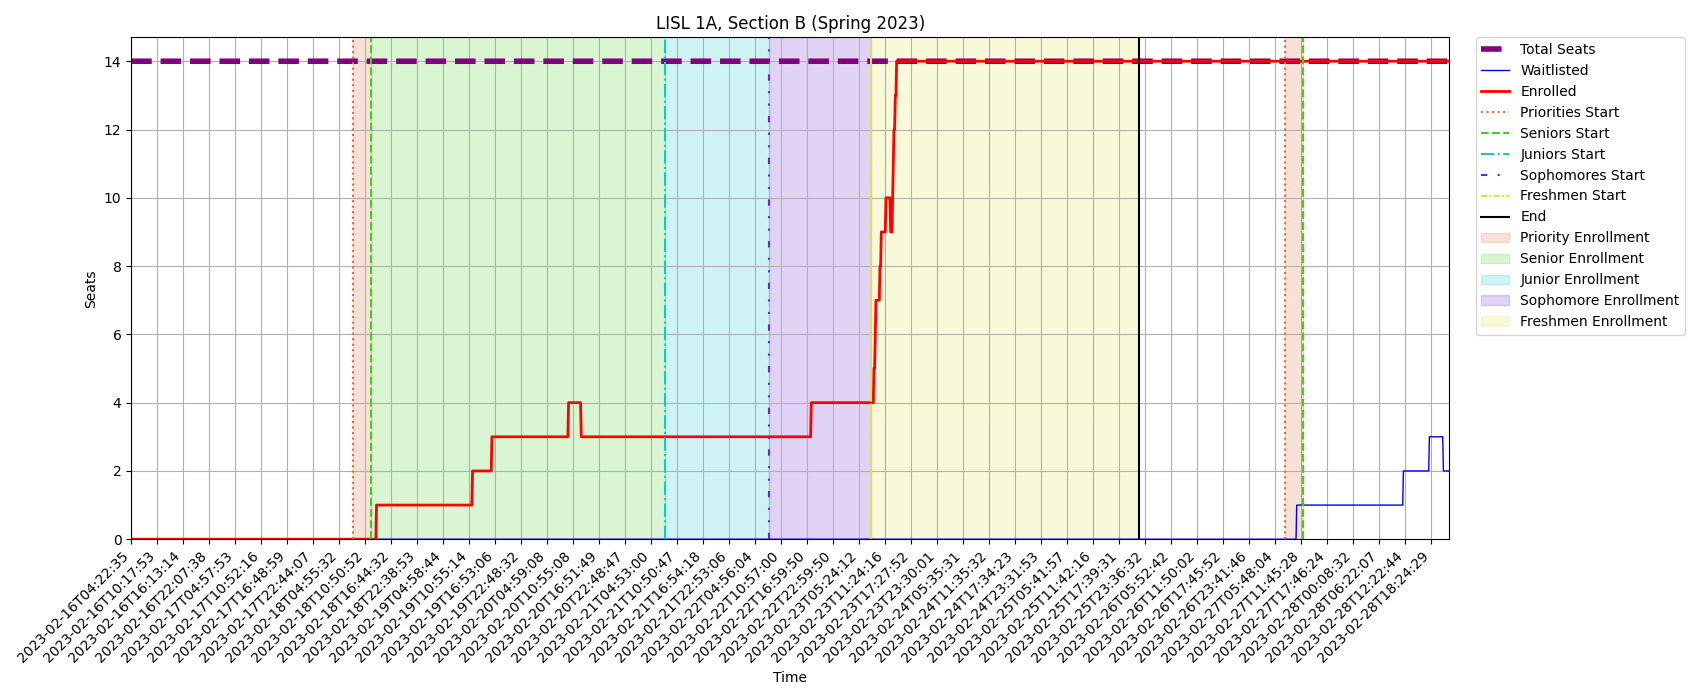 LISL 1A, Section B (Spring 2023)
Total Seats
Waitlisted
Enrolled
Priorities Start
Seniors Start
Juniors Start
Sophomores Start
Freshmen Start
End
Priority Enrollment
Senior Enrollment
Junior Enrollment
Sophomore Enrollment
Freshmen Enrollment
Seats
14
12
10
8
6
4
2
0
2023-02-16T04:22:35
2023-02-16T10:17:53
2023-02-16T16:13:14
2023-02-16T22:07:38
2023-02-17T04:57:53
2023-02-17T10:52:16
2023-02-17T16:48:59
2023-02-17T22:44:07
2023-02-18T04:55:32
2023-02-18T10:50:52
2023-02-18T16:44:32
2023-02-18T22:38:53
2023-02-19T04:58:44
2023-02-19T10:55:14
2023-02-19T16:53:06
2023-02-19T22:48:32
2023-02-20T04:59:08
2023-02-20T10:55:08
2023-02-20T16:51:49
2023-02-20T22:48:47
2023-02-21T04:53:00
2023-02-21T10:50:47
2023-02-21T16:54:18
2023-02-21T22:53:06
2023-02-22T04:56:04
2023-02-22T10:57:00
2023-02-22T16:59:50
2023-02-22T22:59:50
2023-02-23T05:24:12
2023-02-23T11:24:16
2023-02-23T17:27:52
2023-02-23T23:30:01
2023-02-24T05:35:31
2023-02-24T11:35:32
2023-02-24T17:34:23
2023-02-24T23:31:53
2023-02-25T05:41:57
2023-02-25T11:42:16
2023-02-25T17:39:31
2023-02-25T23:36:32
2023-02-26T05:52:42
2023-02-26T11:50:02
2023-02-26T17:45:52
2023-02-26T23:41:46
2023-02-27T05:48:04
2023-02-27T11:45:28
2023-02-27T17:46:24
2023-02-28T00:08:32
2023-02-28T06:22:07
2023-02-28T12:22:44
2023-02-28T18:24:29
Time